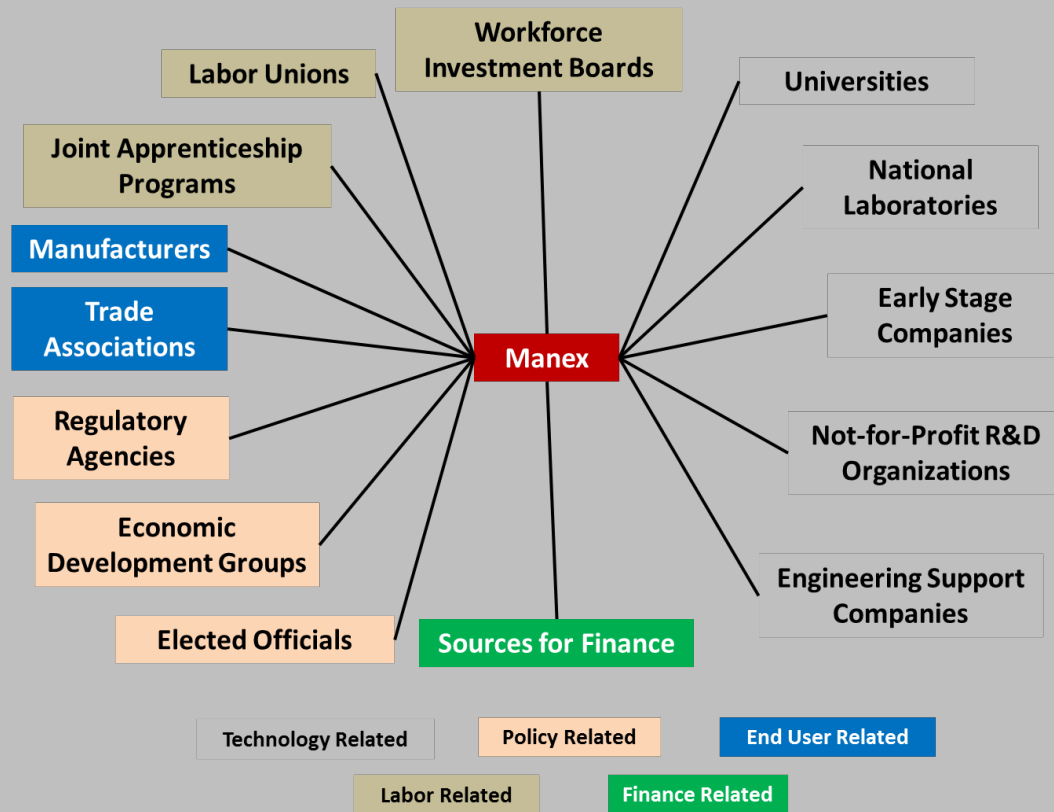 Workforce
Investment Boards
Labor Unions
Universities
Joint Apprenticeship
Programs
National
Laboratories
Manufacturers
Trade
Associations
Early Stage
Companies
Manex
Regulatory
Agencies
Not-for-Profit R&D
Organizations
Economic
Development Groups
Engineering Support
Companies
Elected Officials
Sources for Finance
Technology Related
Policy Related
End User Related
Labor Related
Finance Related